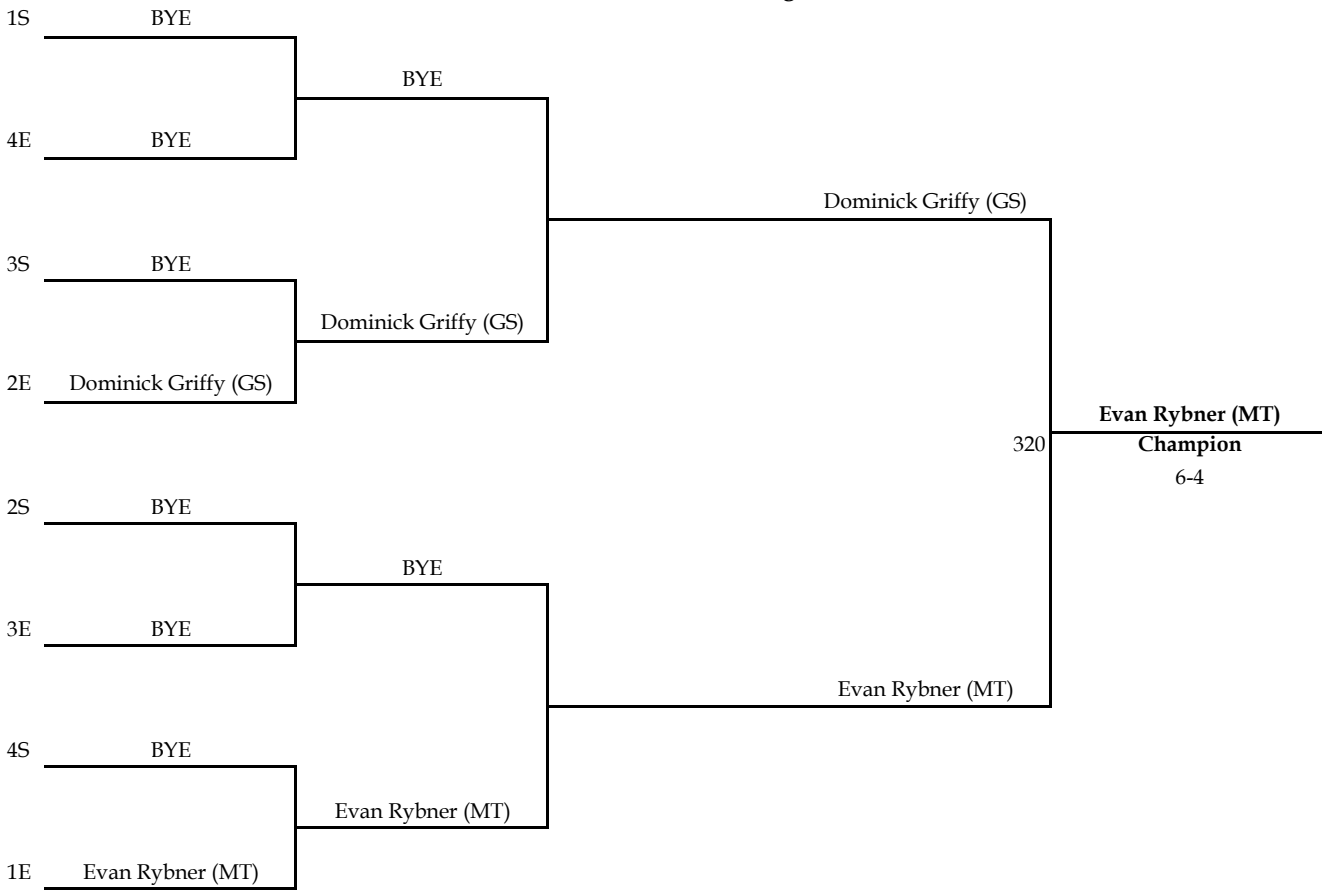 1S BYE
BYE
4E BYE
Dominick Griffy (GS)
3S BYE
Dominick Griffy (GS)
2E Dominick Griffy (GS)
Evan Rybner (MT)
320 Champion
6-4
2S BYE
BYE
3E BYE
Evan Rybner (MT)
4S BYE
Evan Rybner (MT)
1E Evan Rybner (MT)